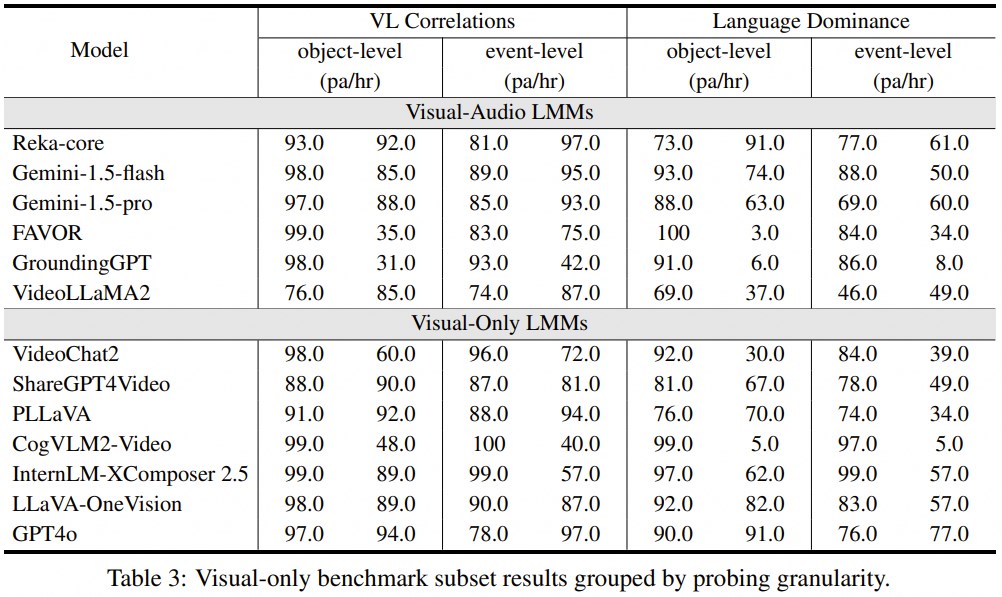 Model VL Correlations Language Dominance
object-level event-level object-level event-level
(pa/hr) (pa/hr) (pa/hr) (pa/hr)
Visual-Audio LMMs
Reka-core 93.0 92.0 81.0 97.0 73.0 91.0 77.0 61.0
Gemini-1.5-flash 98.0 85.0 89.0 95.0 93.0 74.0 88.0 50.0
Gemini-1.5-pro 97.0 88.0 85.0 93.0 88.0 63.0 69.0 60.0
FAVOR 99.0 35.0 83.0 75.0 100 3.0 84.0 34.0
GroundingGPT 98.0 31.0 93.0 42.0 91.0 6.0 86.0 8.0
VideoLLaMA2 76.0 85.0 74.0 87.0 69.0 37.0 46.0 49.0
Visual-Only LMMs
VideoChat2 98.0 60.0 96.0 72.0 92.0 30.0 84.0 39.0
ShareGPT4Video 88.0 90.0 87.0 81.0 81.0 67.0 78.0 49.0
PLLaVA 91.0 92.0 88.0 94.0 76.0 70.0 74.0 34.0
CogVLM2-Video 99.0 48.0 100 40.0 99.0 5.0 97.0 5.0
InternLM-XComposer 2.5 99.0 89.0 99.0 57.0 97.0 62.0 99.0 57.0
LLaVA-OneVision 98.0 89.0 90.0 87.0 92.0 82.0 83.0 57.0
GPT4o 97.0 94.0 78.0 97.0 90.0 91.0 76.0 77.0
Table 3: Visual-only benchmark subset results grouped by probing granularity.